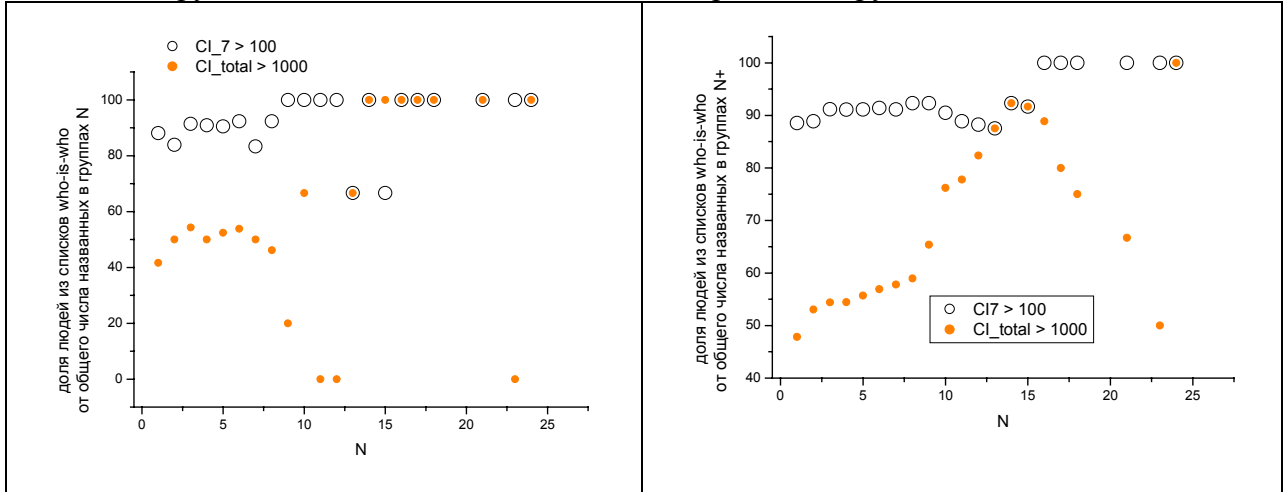 CI_7 > 100
CI_total > 1000
100
80
60
40
20
0
доля людей из списков who-is-who
от общего числа названных в группах N
0
5
10
15
20
25
N
100
90
80
70
60
50
40
доля людей из списков who-is-who
от общего числа названных в группах N+
CI7 > 100
CI_total > 1000
0
5
10
15
20
25
N